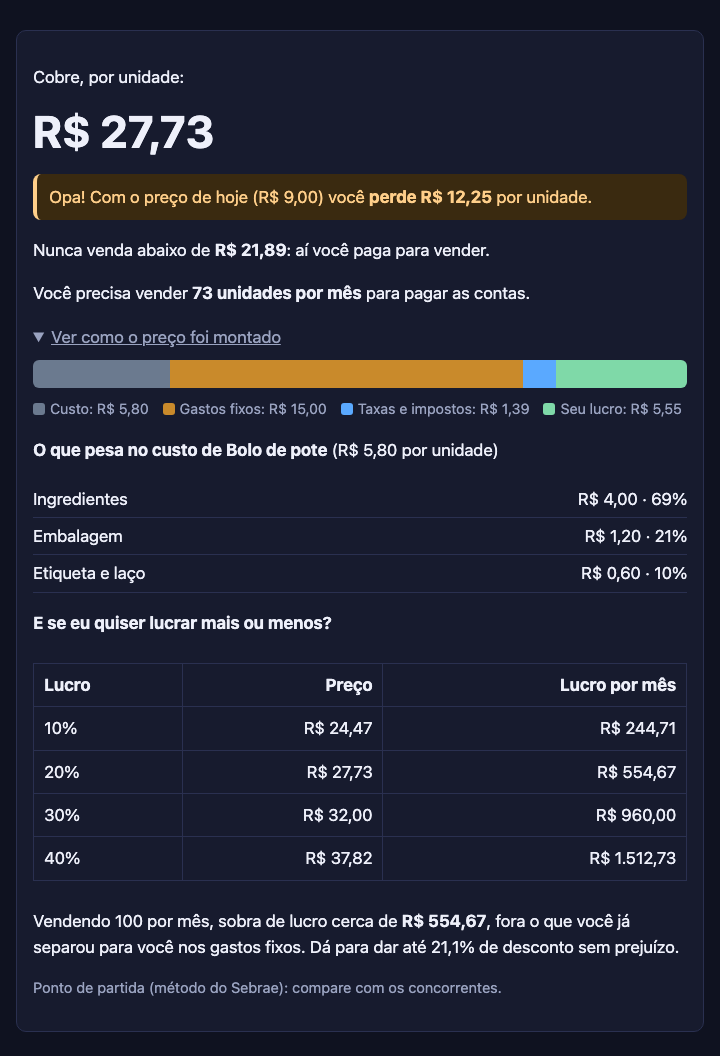 Cobre, por unidade:
R$ 27,73
Opa! Com o preço de hoje (R$ 9,00) você perde R$ 12,25 por unidade.
Nunca venda abaixo de R$ 21,89: aí você paga para vender.
Você precisa vender 73 unidades por mês para pagar as contas.
▼ Ver como o preço foi montado
Custo: R$ 5,80 Gastos fixos: R$ 15,00 Taxas e impostos: R$ 1,39 Seu lucro: R$ 5,55
O que pesa no custo de Bolo de pote (R$ 5,80 por unidade)
Ingredientes R$ 4,00 · 69%
Embalagem R$ 1,20 · 21%
Etiqueta e laço R$ 0,60 · 10%
E se eu quiser lucrar mais ou menos?
Lucro Preço Lucro por mês
10% R$ 24,47 R$ 244,71
20% R$ 27,73 R$ 554,67
30% R$ 32,00 R$ 960,00
40% R$ 37,82 R$ 1.512,73
Vendendo 100 por mês, sobra de lucro cerca de R$ 554,67, fora o que você já
separou para você nos gastos fixos. Dá para dar até 21,1% de desconto sem prejuízo.
Ponto de partida (método do Sebrae): compare com os concorrentes.